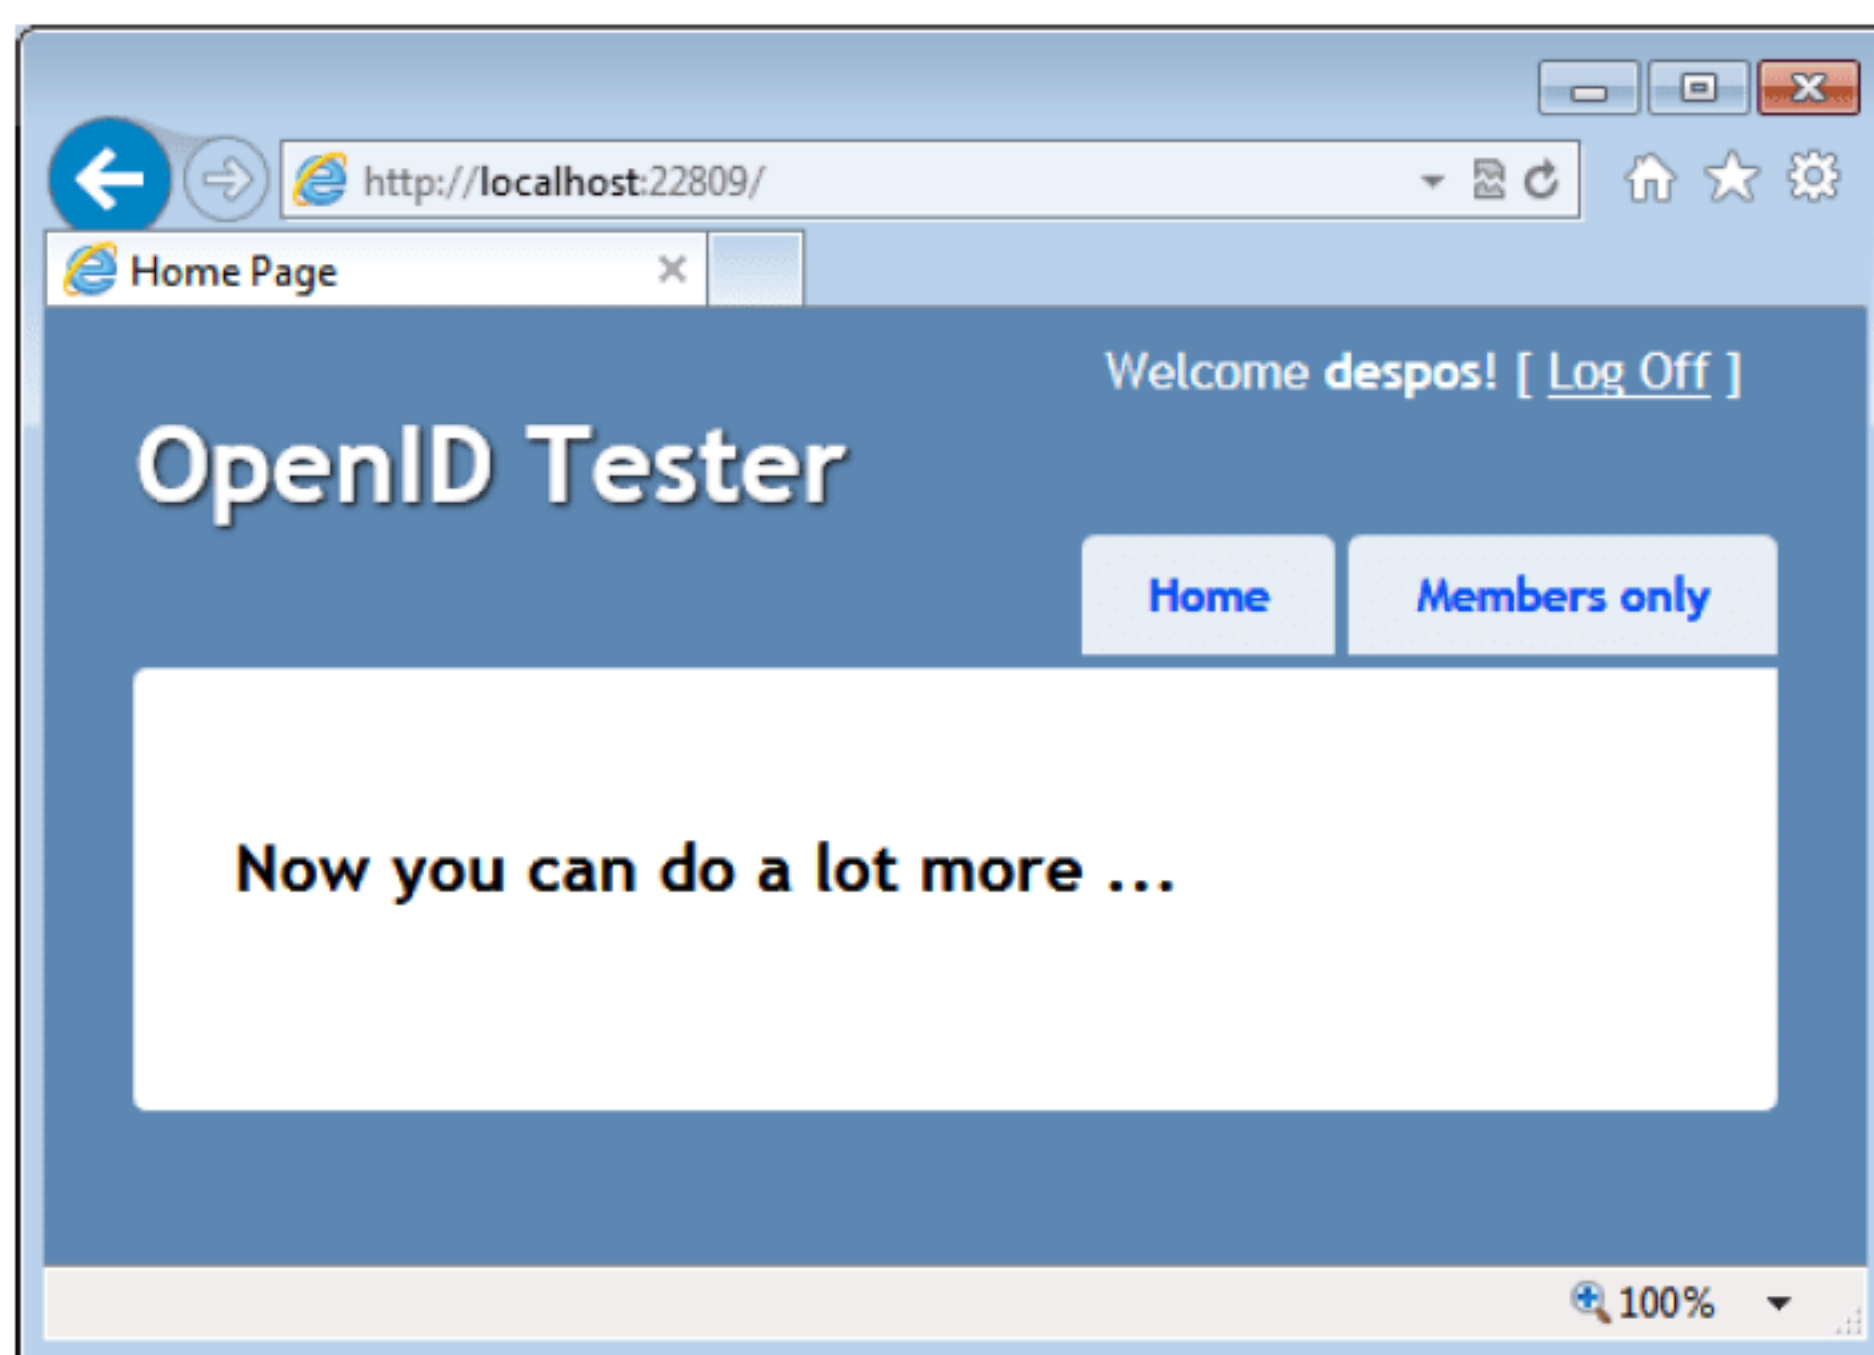 http://localhost:22809/
Home Page
Welcome despos! [ Log Off ]
OpenID Tester
Home
Members only
Now you can do a lot more ...
100%